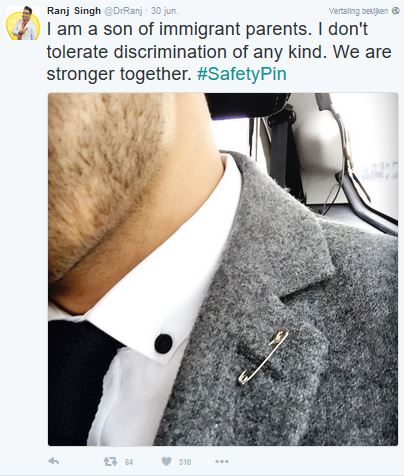 Ranj Singh @DrRanj · 30 jun. Vertaling bekijken
I am a son of immigrant parents. I don't
tolerate discrimination of any kind. We are
stronger together. #SafetyPin
64 310